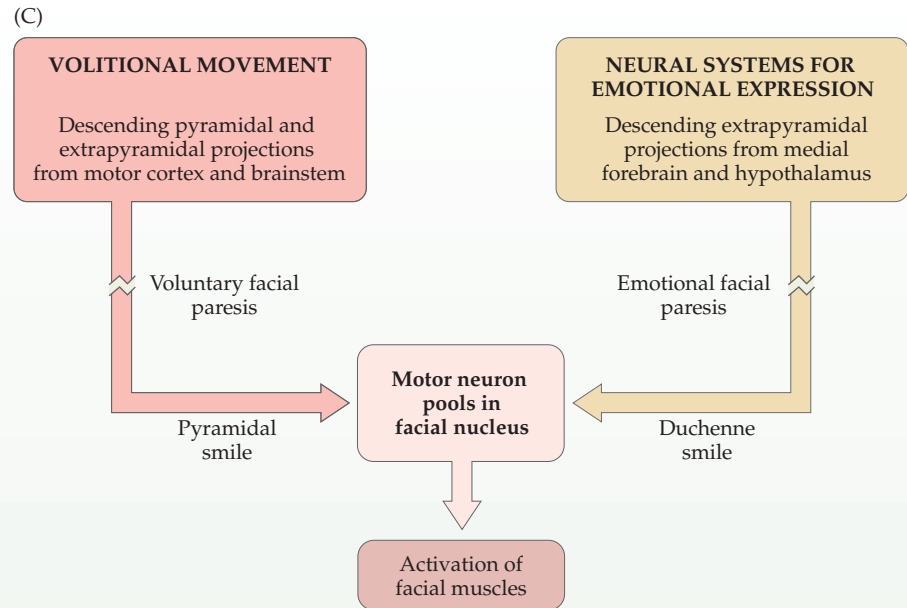 (C)
VOLITIONAL MOVEMENT
Descending pyramidal and
extrapyramidal projections
from motor cortex and brainstem
NEURAL SYSTEMS FOR
EMOTIONAL EXPRESSION
Descending extrapyramidal
projections from medial
forebrain and hypothalamus
Voluntary facial
paresis
Emotional facial
paresis
Motor neuron
pools in
facial nucleus
Pyramidal
smile
Duchenne
smile
Activation of
facial muscles